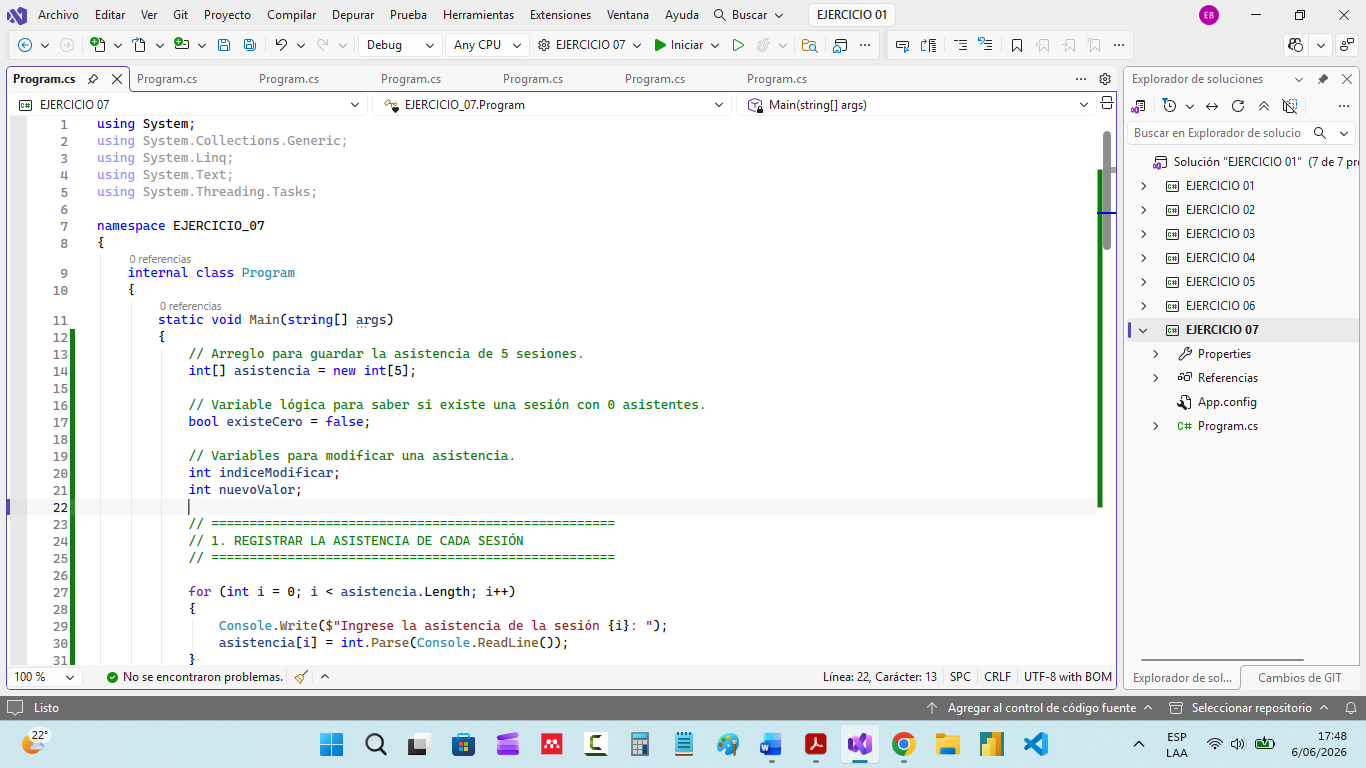 Archivo Editar Ver Git Proyecto Compilar Depurar Prueba Herramientas Extensiones Ventana Ayuda Buscar EJERCICIO 01 EB
Debug Any CPU EJERCICIO 07 Iniciar
Program.cs Program.cs Program.cs Program.cs Program.cs Program.cs Program.cs
EJERCICIO 07 EJERCICIO_07.Program Main(string[] args)
1 using System;
2 using System.Collections.Generic;
3 using System.Linq;
4 using System.Text;
5 using System.Threading.Tasks;
6
7 namespace EJERCICIO_07
8 {
0 referencias
9 internal class Program
10 {
0 referencias
11 static void Main(string[] args)
12 {
13 // Arreglo para guardar la asistencia de 5 sesiones.
14 int[] asistencia = new int[5];
15
16 // Variable lógica para saber si existe una sesión con 0 asistentes.
17 bool existeCero = false;
18
19 // Variables para modificar una asistencia.
20 int indiceModificar;
21 int nuevoValor;
22
23 // =====================================================
24 // 1. REGISTRAR LA ASISTENCIA DE CADA SESIÓN
25 // =====================================================
26
27 for (int i = 0; i < asistencia.Length; i++)
28 {
29 Console.Write($"Ingrese la asistencia de la sesión {i}: ");
30 asistencia[i] = int.Parse(Console.ReadLine());
31 }
100 % No se encontraron problemas. Línea: 22, Carácter: 13 SPC CRLF UTF-8 with BOM
Explorador de soluciones
Buscar en Explorador de solucio
Solución "EJERCICIO 01" (7 de 7 pr
EJERCICIO 01
EJERCICIO 02
EJERCICIO 03
EJERCICIO 04
EJERCICIO 05
EJERCICIO 06
EJERCICIO 07
Properties
Referencias
App.config
C# Program.cs
Explorador de sol... Cambios de GIT
Listo Agregar al control de código fuente Seleccionar repositorio
22° ESP LAA 17:48
6/06/2026